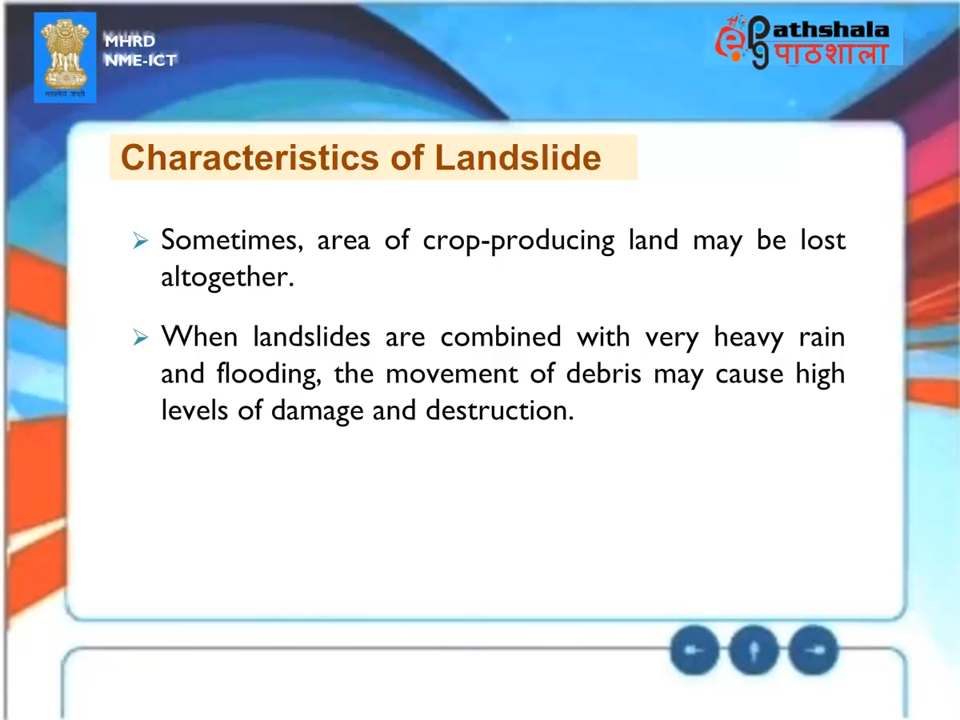 MHRD
NME-ICT
e pg Pathshala
पाठशाला
Characteristics of Landslide
Sometimes, area of crop-producing land may be lost
altogether.
When landslides are combined with very heavy rain
and flooding, the movement of debris may cause high
levels of damage and destruction.